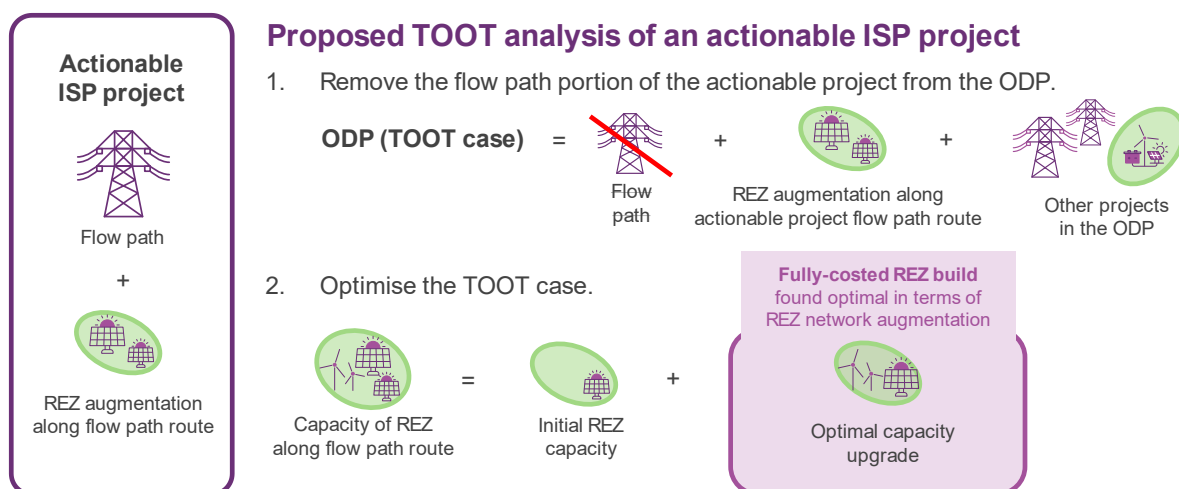 Actionable
ISP project
Flow path
+
REZ augmentation
along flow path route
Proposed TOOT analysis of an actionable ISP project
1. Remove the flow path portion of the actionable project from the ODP.
ODP (TOOT case) = + +
Flow
path
REZ augmentation along
actionable project flow path route
Other projects
in the ODP
2. Optimise the TOOT case.
Fully-costed REZ build
found optimal in terms of
REZ network augmentation
= +
Capacity of REZ
along flow path route
Initial REZ
capacity
Optimal capacity
upgrade